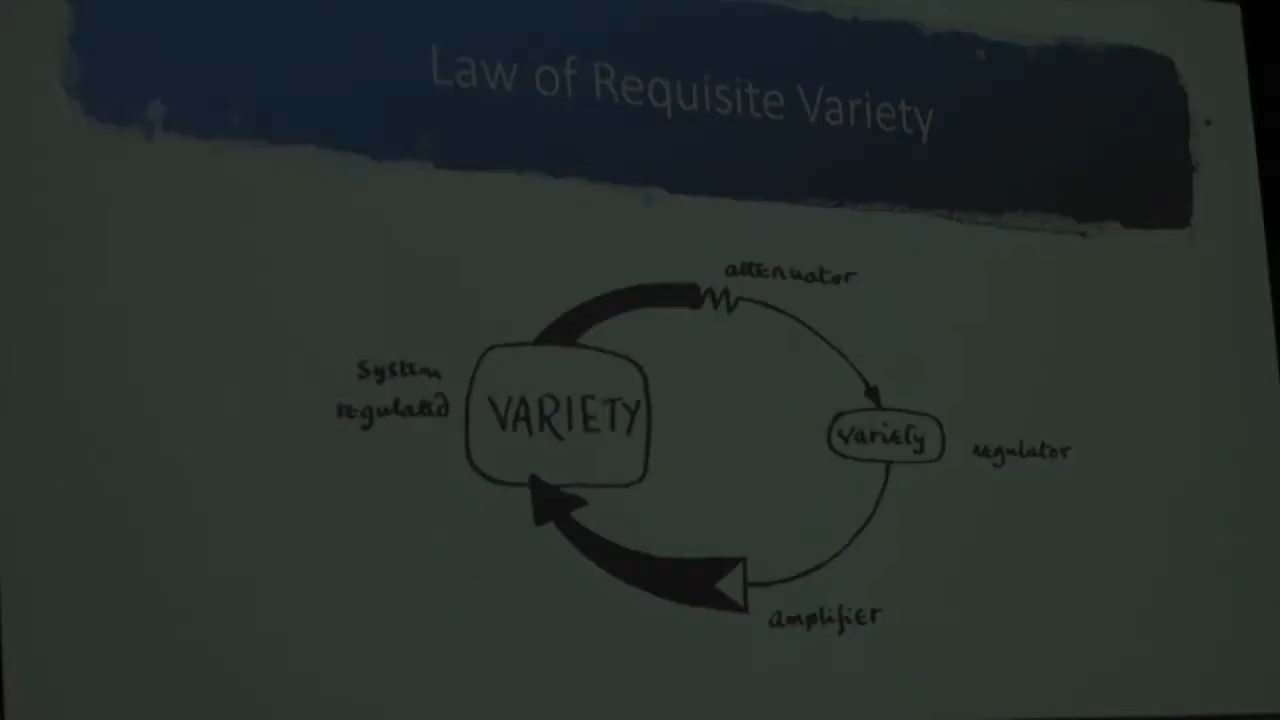 Law of Requisite Variety
attenuator
System
regulated
VARIETY
variety
regulator
amplifier